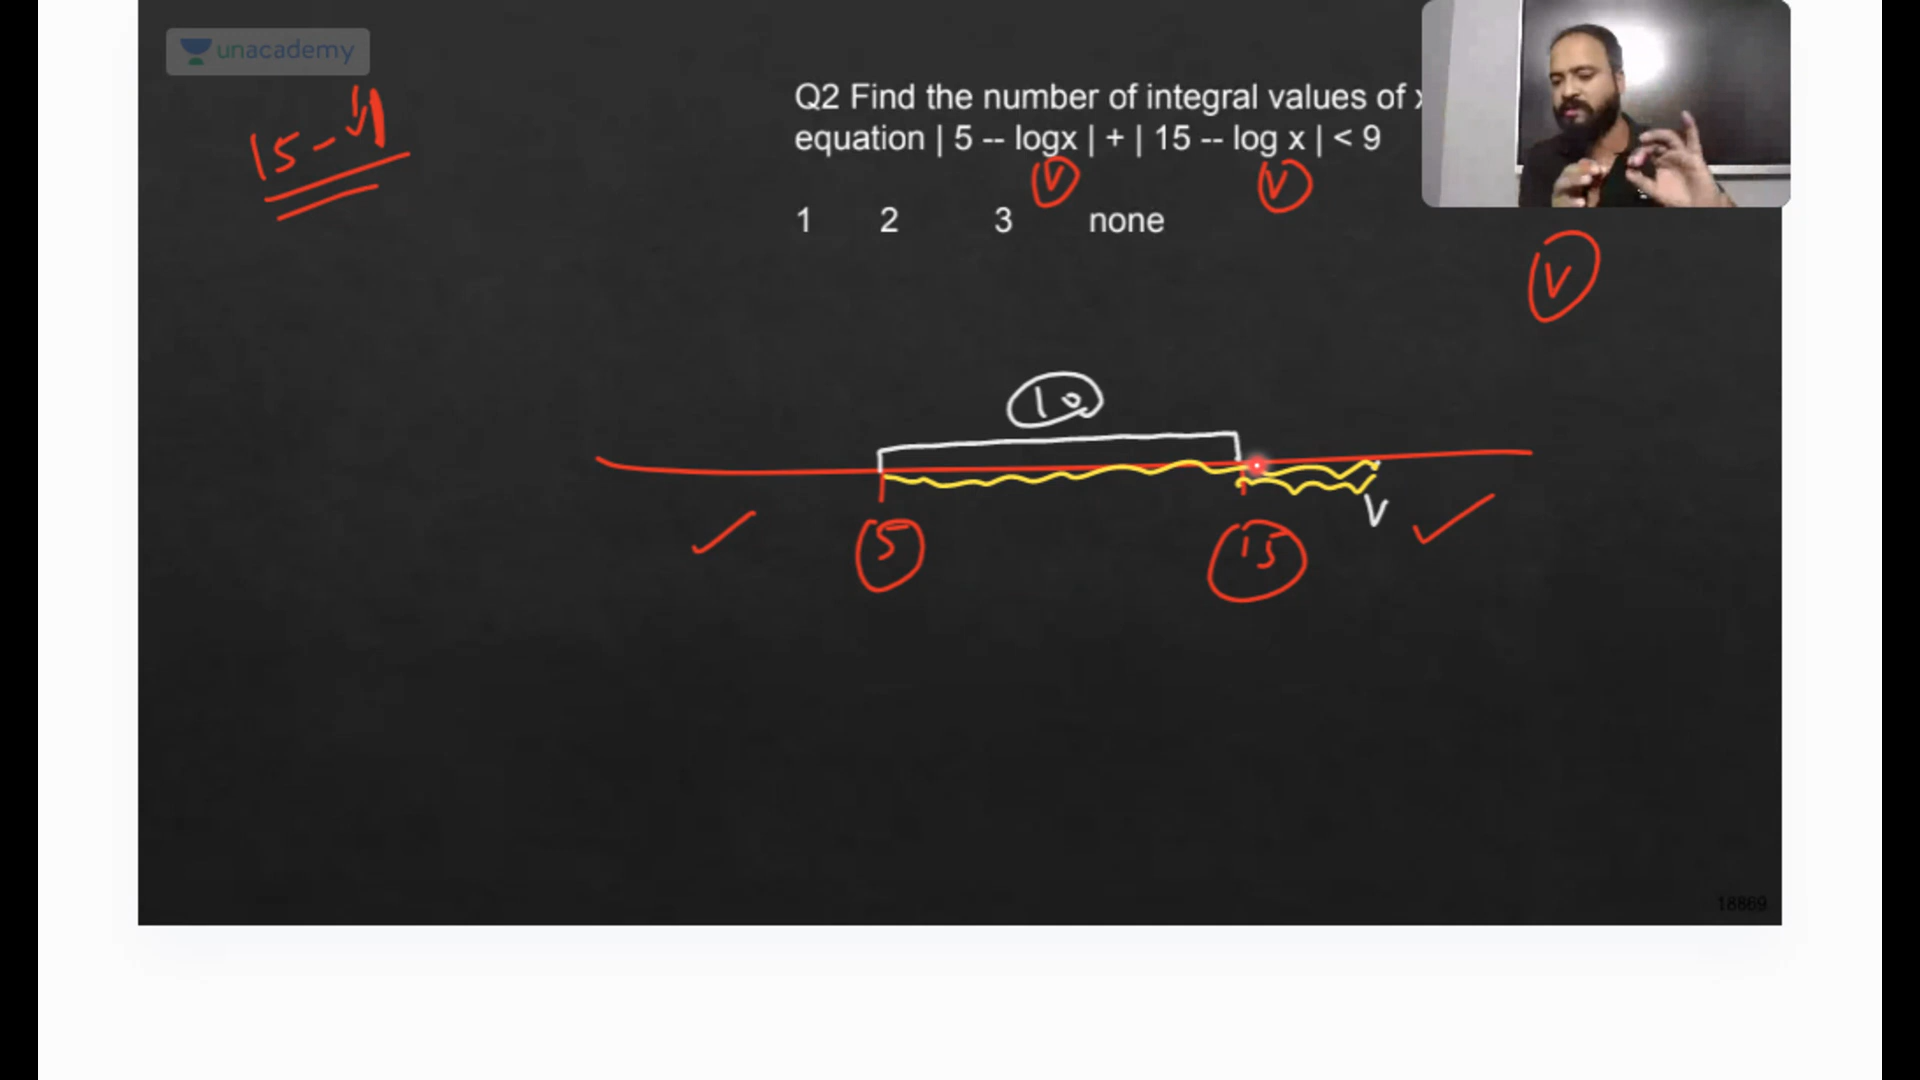 unacademy
15-y
Q2 Find the number of integral values of
equation | 5 -- logx | + | 15 -- log x | < 9
V V
1 2 3 none
V
10
V
5 15
18869